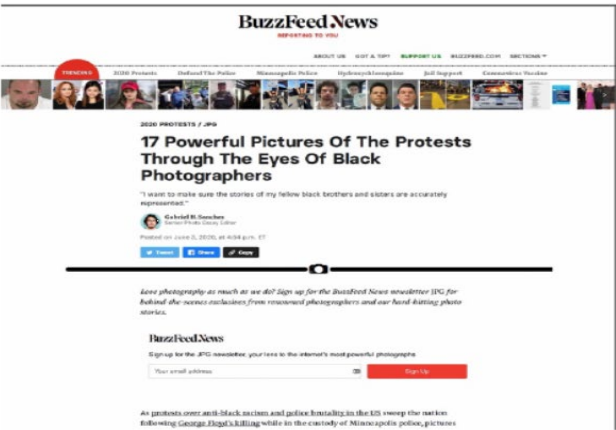 BuzzFeed News
REPORTING TO YOU
ABOUT US GOT A TIP? SUPPORT US BUZZFEED.COM SECTIONS
TRENDING 2020 Protests Defund The Police Minneapolis Police Hydroxychloroquine Jail Support Coronavirus Vaccine
2020 PROTESTS / JPG
17 Powerful Pictures Of The Protests
Through The Eyes Of Black
Photographers
"I want to make sure the stories of my fellow black brothers and sisters are accurately
represented."
Gabriel H. Sanchez
Senior Photo Essay Editor
Posted on June 2, 2020, at 4:54 p.m. ET
Tweet Share Copy
Love photography as much as we do? Sign up for the BuzzFeed News newsletter JPG for
behind-the-scenes exclusives from renowned photographers and our hard-hitting photo
stories.
BuzzFeed News
Sign up for the JPG newsletter, your lens to the internet's most powerful photographs
Your email address Sign Up
As protests over anti-black racism and police brutality in the US sweep the nation
following George Floyd's killing while in the custody of Minneapolis police, pictures